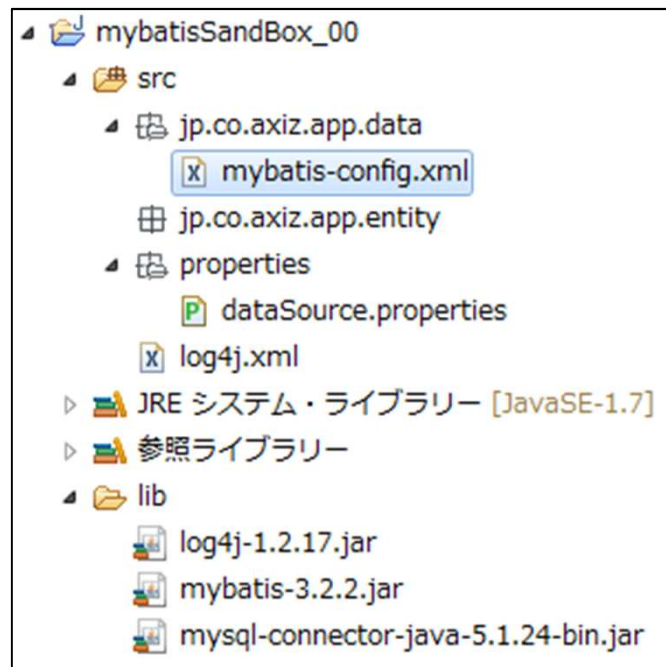 mybatisSandBox_00
src
jp.co.axiz.app.data
mybatis-config.xml
jp.co.axiz.app.entity
properties
dataSource.properties
log4j.xml
JRE システム・ライブラリー [JavaSE-1.7]
参照ライブラリー
lib
log4j-1.2.17.jar
mybatis-3.2.2.jar
mysql-connector-java-5.1.24-bin.jar